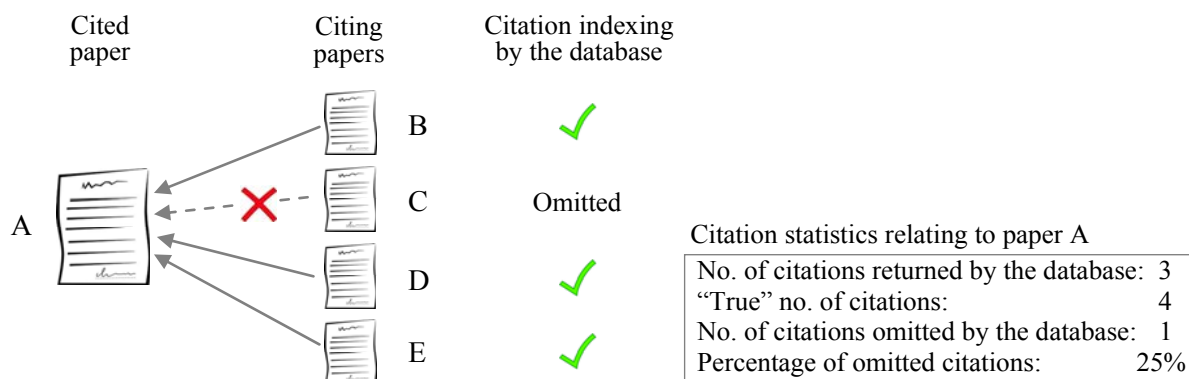 Cited
paper
Citing
papers
Citation indexing
by the database
B
C
Omitted
A
D
E
Citation statistics relating to paper A
No. of citations returned by the database: 3
“True” no. of citations: 4
No. of citations omitted by the database: 1
Percentage of omitted citations: 25%